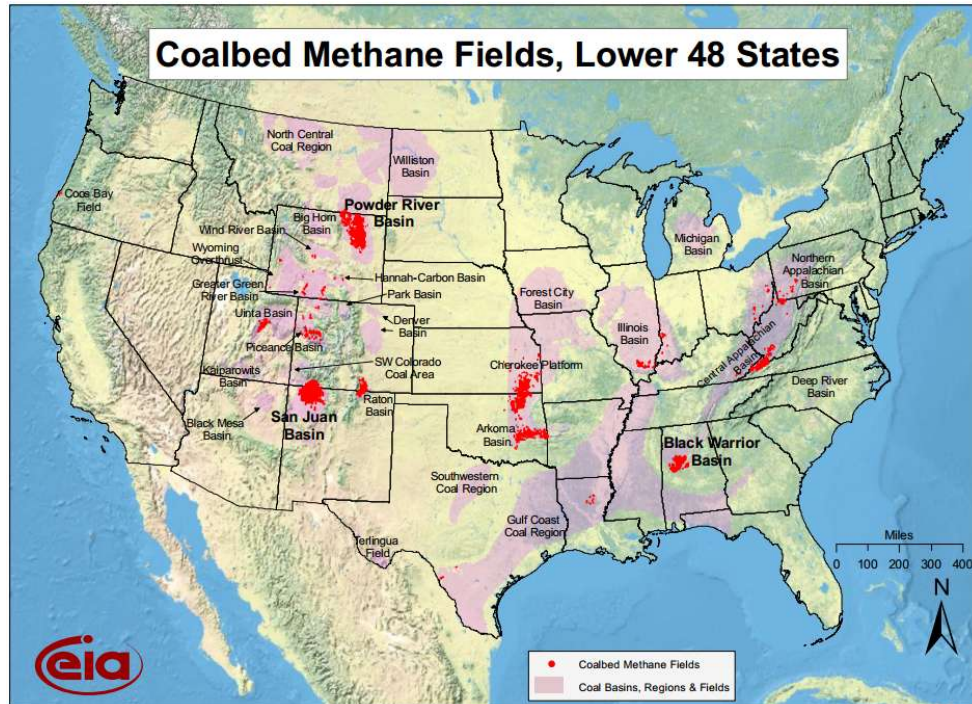 Coalbed Methane Fields, Lower 48 States
North Central
Coal Region
Williston
Basin
Coos Bay
Field
Powder River
Basin
Big Horn
Basin
Wind River Basin
Wyoming
Overthrust
Michigan
Basin
Northern
Appalachian
Basin
Greater Green
River Basin
Hannah-Carbon Basin
Park Basin
Forest City
Basin
Uinta Basin
Denver
Basin
Illinois
Basin
Piceance Basin
Central Appalachian
Basin
Cherokee Platform
SW Colorado
Coal Area
Kaiparowits
Basin
Deep River
Basin
Raton
Basin
San Juan
Basin
Black Mesa
Basin
Arkoma
Basin
Black Warrior
Basin
Southwestern
Coal Region
Gulf Coast
Coal Region
Terlingua
Field
Miles
0 100 200 300 400
N
eia
Coalbed Methane Fields
Coal Basins, Regions & Fields